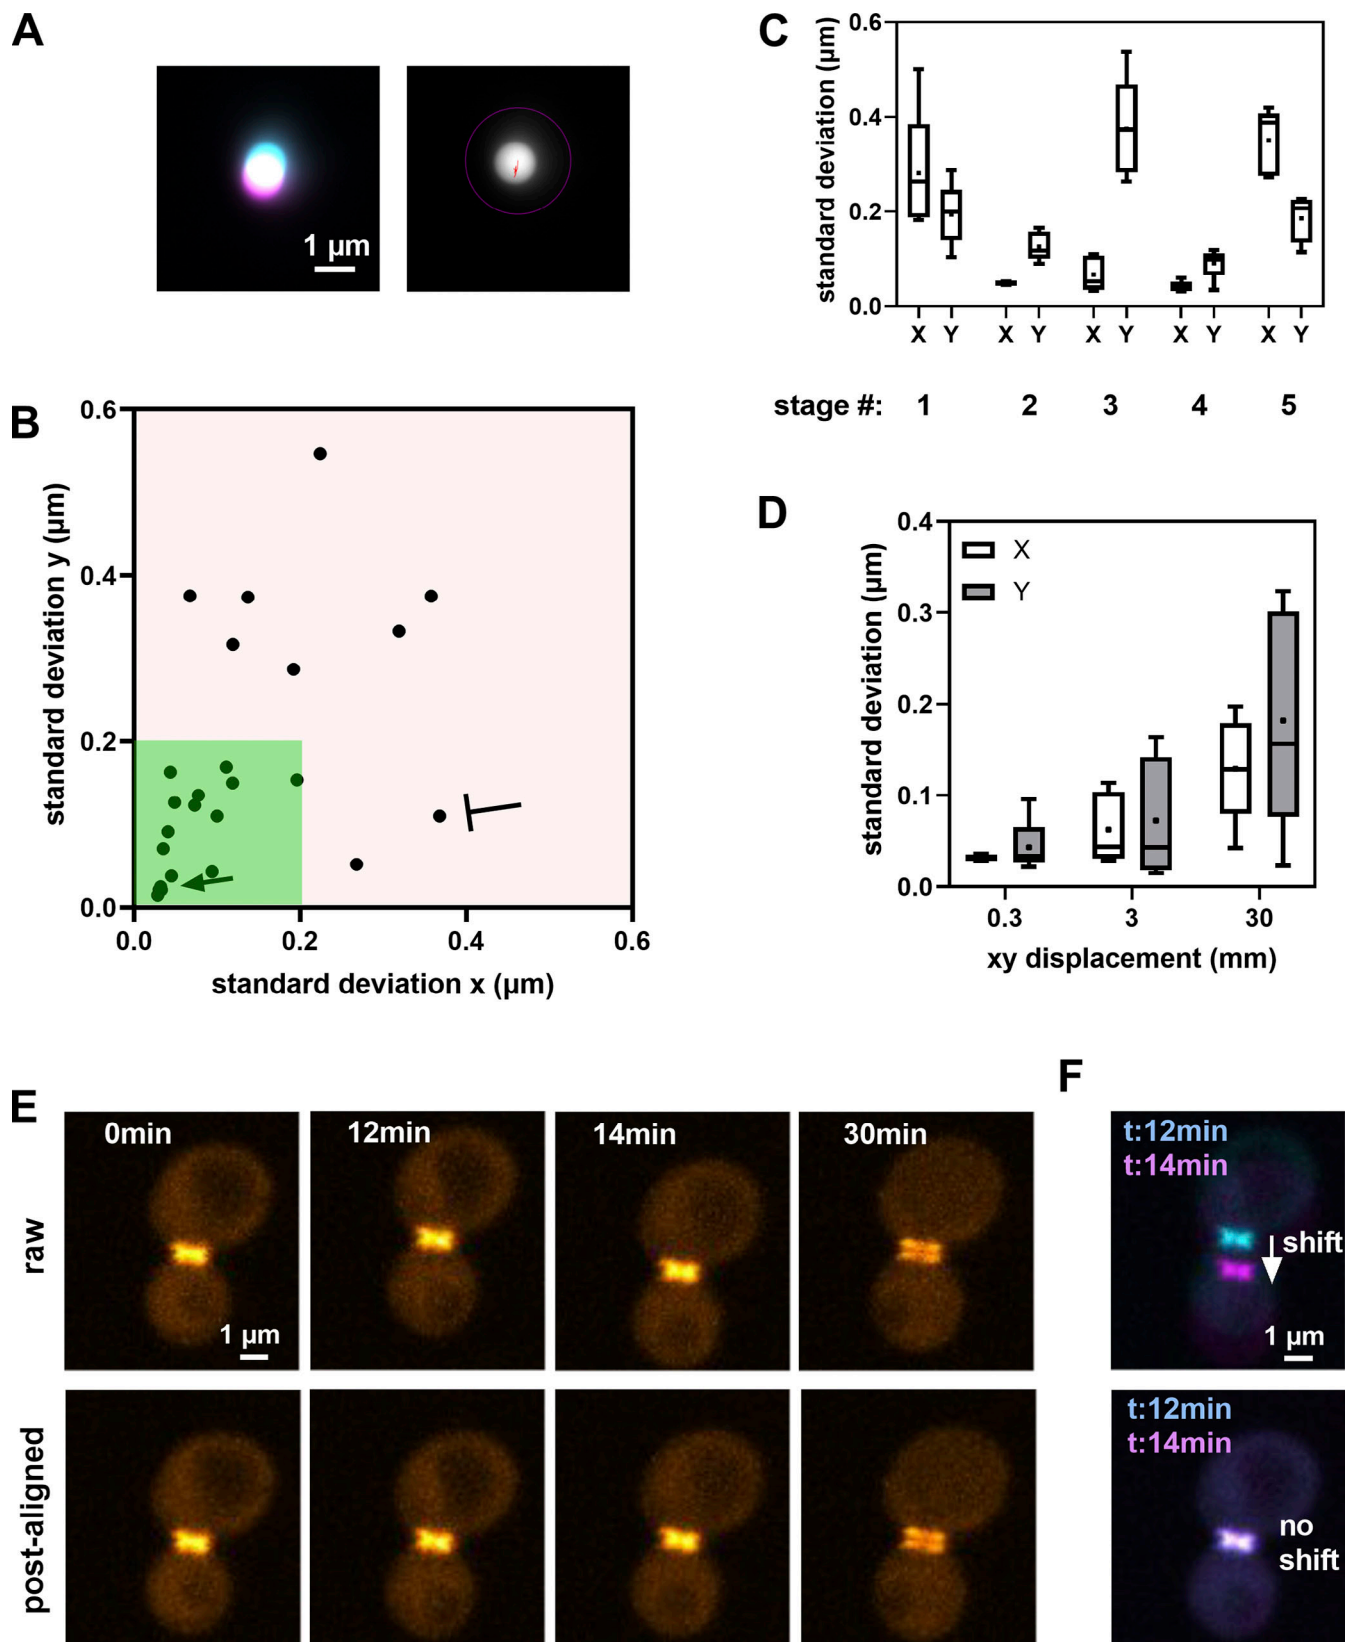 A
1 µm
B
0.6
0.4
0.2
0.0
standard deviation y (µm)
0.0 0.2 0.4 0.6
standard deviation x (µm)
C
0.6
0.4
0.2
0.0
standard deviation (µm)
X Y X Y X Y X Y X Y
stage #: 1 2 3 4 5
D
0.4
0.3
0.2
0.1
0.0
standard deviation (µm)
X
Y
0.3 3 30
xy displacement (mm)
E
raw
0min 12min 14min 30min
1 µm
post-aligned
F
t:12min
t:14min
shift
1 µm
t:12min
t:14min
no
shift